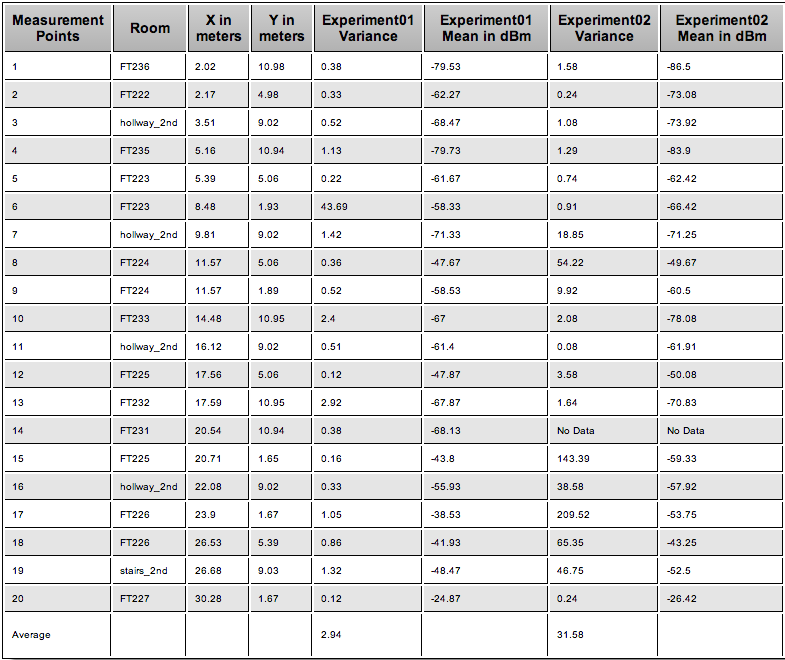 Measurement Points Room X in meters Y in meters Experiment01 Variance Experiment01 Mean in dBm Experiment02 Variance Experiment02 Mean in dBm
1 FT236 2.02 10.98 0.38 -79.53 1.58 -86.5
2 FT222 2.17 4.98 0.33 -62.27 0.24 -73.08
3 hollway_2nd 3.51 9.02 0.52 -68.47 1.08 -73.92
4 FT235 5.16 10.94 1.13 -79.73 1.29 -83.9
5 FT223 5.39 5.06 0.22 -61.67 0.74 -62.42
6 FT223 8.48 1.93 43.69 -58.33 0.91 -66.42
7 hollway_2nd 9.81 9.02 1.42 -71.33 18.85 -71.25
8 FT224 11.57 5.06 0.36 -47.67 54.22 -49.67
9 FT224 11.57 1.89 0.52 -58.53 9.92 -60.5
10 FT233 14.48 10.95 2.4 -67 2.08 -78.08
11 hollway_2nd 16.12 9.02 0.51 -61.4 0.08 -61.91
12 FT225 17.56 5.06 0.12 -47.87 3.58 -50.08
13 FT232 17.59 10.95 2.92 -67.87 1.64 -70.83
14 FT231 20.54 10.94 0.38 -68.13 No Data No Data
15 FT225 20.71 1.65 0.16 -43.8 143.39 -59.33
16 hollway_2nd 22.08 9.02 0.33 -55.93 38.58 -57.92
17 FT226 23.9 1.67 1.05 -38.53 209.52 -53.75
18 FT226 26.53 5.39 0.86 -41.93 65.35 -43.25
19 stairs_2nd 26.68 9.03 1.32 -48.47 46.75 -52.5
20 FT227 30.28 1.67 0.12 -24.87 0.24 -26.42
Average 2.94 31.58